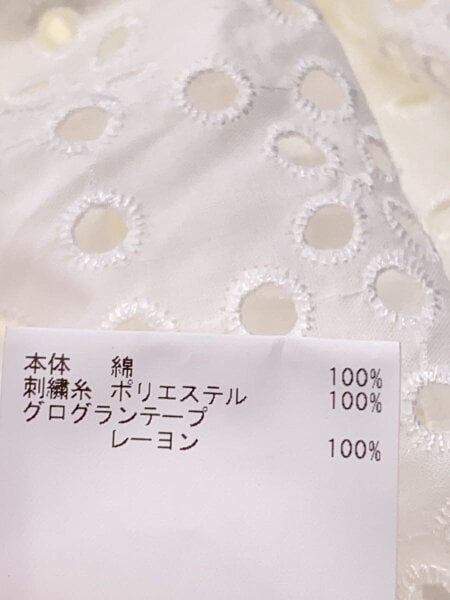 本体 綿 100%
刺繍糸 ポリエステル 100%
グログランテープ
レーヨン 100%